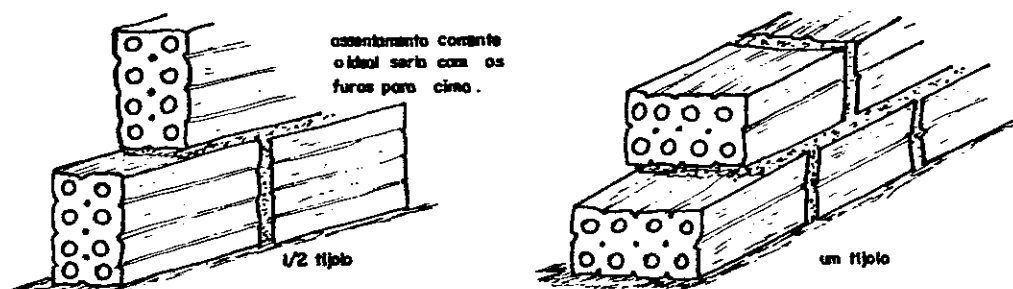 assentamento corrente
o ideal seria com os
furos para cima.
1/2 tijolo
um tijolo